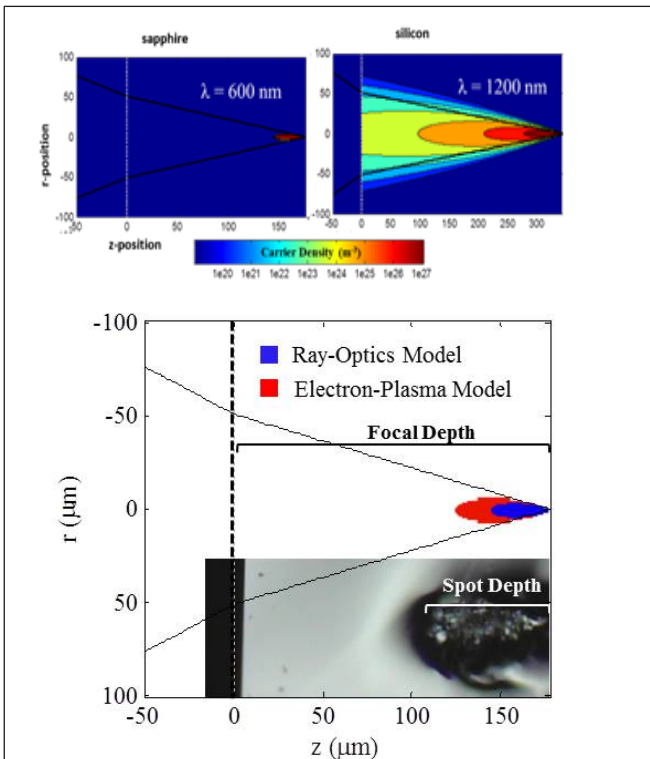 sapphire
silicon
100
50
0
-50
-100
r-position
λ = 600 nm
-50 0 50 100 150
z-position
100
50
0
-50
-100
λ = 1200 nm
-50 0 50 100 150 200 250 300
Carrier Density (m⁻³)
1e20 1e21 1e22 1e23 1e24 1e25 1e26 1e27
-100
-50
0
50
100
r (μm)
Ray-Optics Model
Electron-Plasma Model
Focal Depth
Spot Depth
-50 0 50 100 150
z (μm)